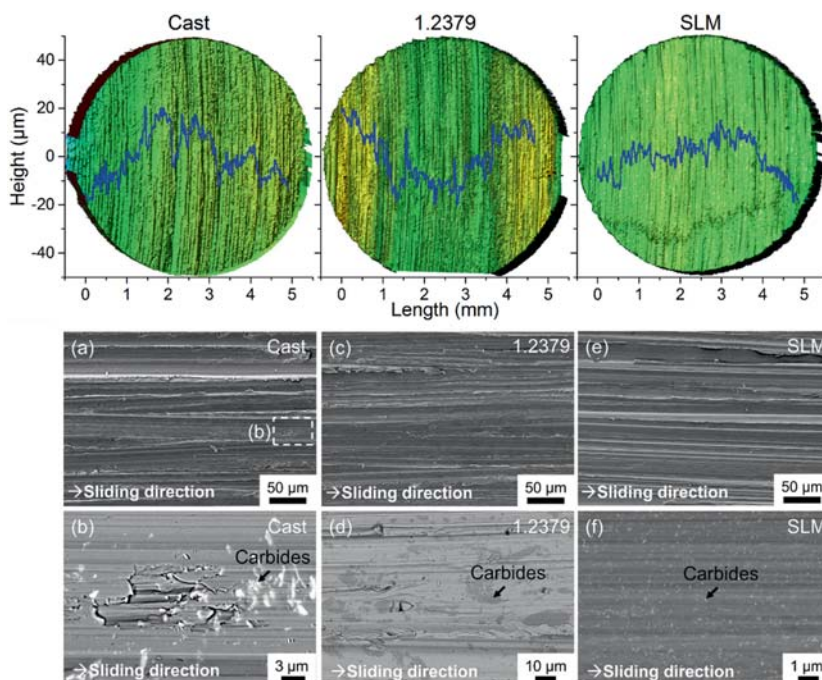 Cast 1.2379 SLM
Height (µm)
40
20
0
-20
-40
0 1 2 3 4 5 0 1 2 3 4 5 0 1 2 3 4 5
Length (mm)
(a) Cast
(b)
50 µm
→Sliding direction
(c) 1.2379
50 µm
→Sliding direction
(e) SLM
50 µm
→Sliding direction
(b) Cast
Carbides
3 µm
→Sliding direction
(d) 1.2379
Carbides
10 µm
→Sliding direction
(f) SLM
Carbides
1 µm
→Sliding direction